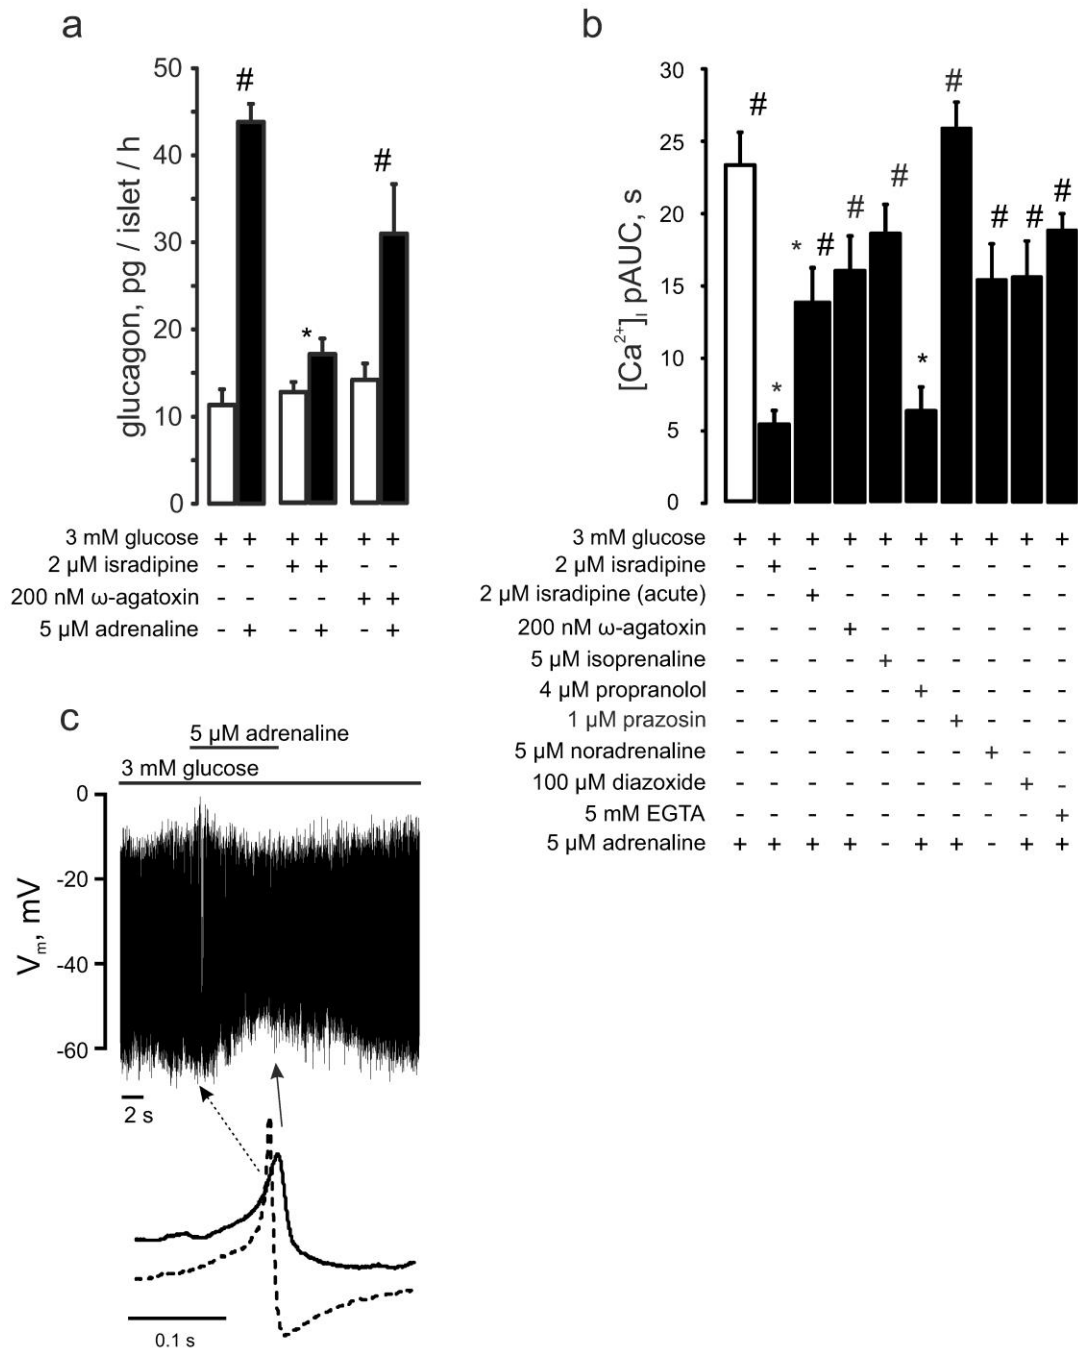 a
50
40
30
20
10
0
glucagon, pg / islet / h
#
*
#
3 mM glucose + + + + + +
2 µM isradipine - - + + - -
200 nM ω-agatoxin - - - - + +
5 µM adrenaline - + - + - +
b
30
25
20
15
10
5
0
[Ca2+]i pAUC, s
#
*
* #
#
#
*
#
#
#
#
3 mM glucose + + + + + + + + + +
2 µM isradipine - + - - - - - - - -
2 µM isradipine (acute) - - + - - - - - - -
200 nM ω-agatoxin - - - + - - - - - -
5 µM isoprenaline - - - - + - - - - -
4 µM propranolol - - - - - + - - - -
1 µM prazosin - - - - - - + - - -
5 µM noradrenaline - - - - - - - + - -
100 µM diazoxide - - - - - - - - + -
5 mM EGTA - - - - - - - - - +
5 µM adrenaline + + + + - + + - + +
c
5 µM adrenaline
3 mM glucose
0
-20
-40
-60
Vm, mV
2 s
0.1 s